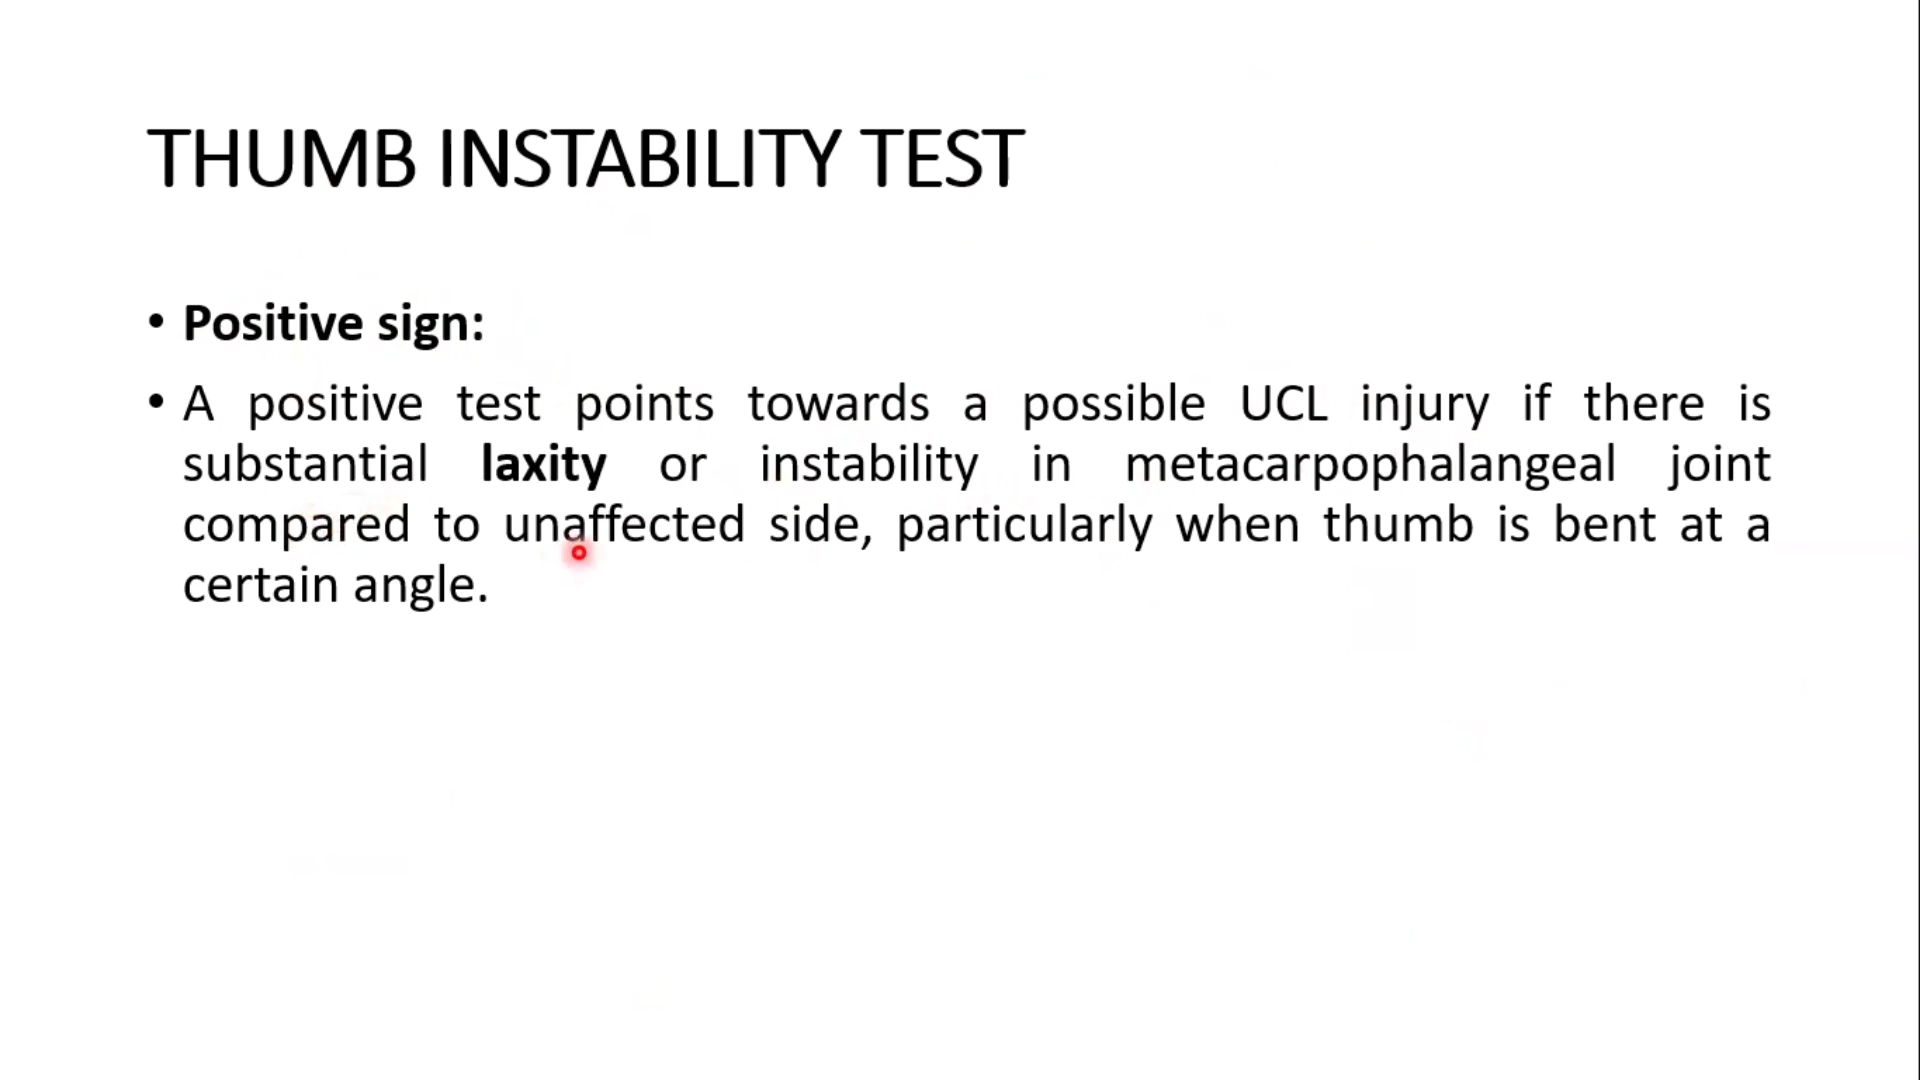 THUMB INSTABILITY TEST
• Positive sign:
• A positive test points towards a possible UCL injury if there is
substantial laxity or instability in metacarpophalangeal joint
compared to unaffected side, particularly when thumb is bent at a
certain angle.